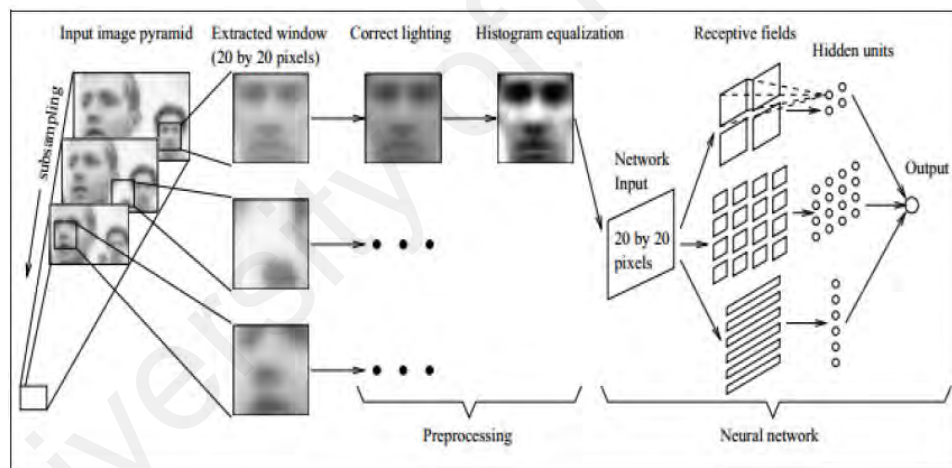 Input image pyramid
Extracted window
(20 by 20 pixels)
Correct lighting
Histogram equalization
Receptive fields
Hidden units
subsampling
Network
Input
20 by 20
pixels
Output
Preprocessing
Neural network